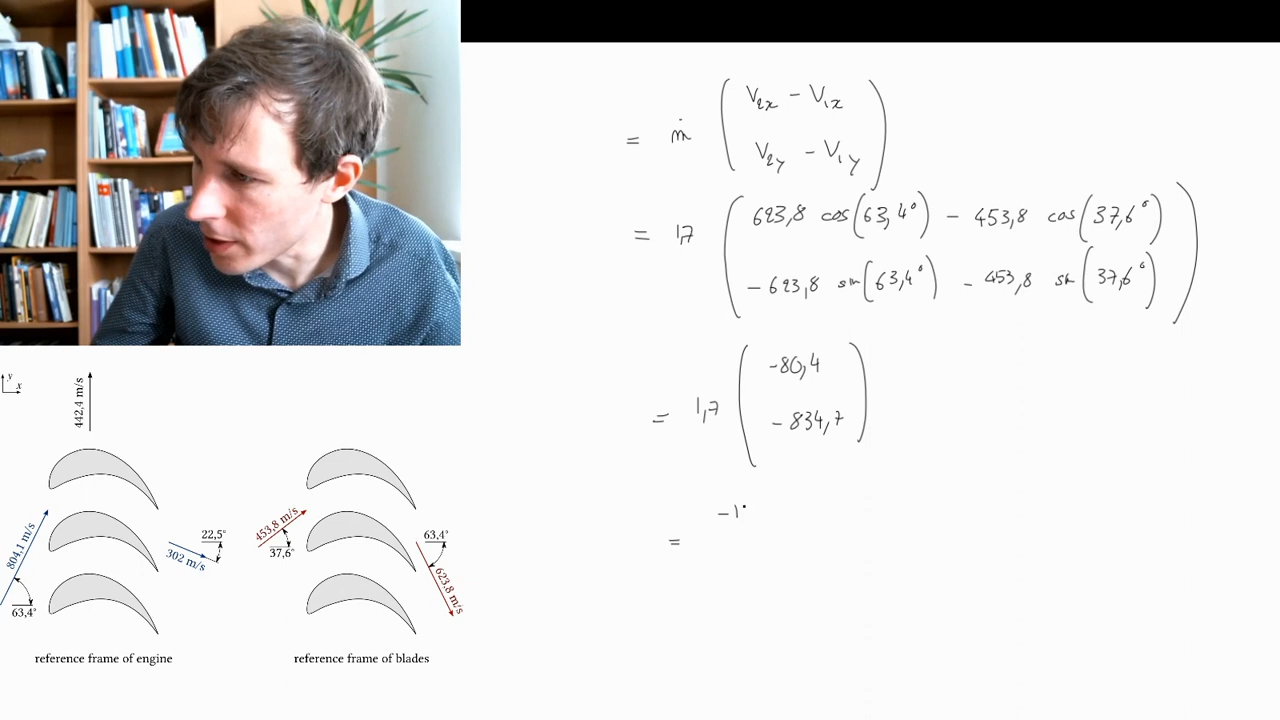 = ṁ ( V2x - V1x
V2y - V1y )
= 1,7 ( 623,8 cos(63,4°) - 453,8 cos(37,6°)
- 623,8 sin(63,4°) - 453,8 sin(37,6°) )
= 1,7 ( -80,4
- 834,7 )
-1
=
y
x
442,4 m/s
804,1 m/s
63,4°
22,5°
302 m/s
reference frame of engine
453,8 m/s
37,6°
63,4°
623.8 m/s
reference frame of blades